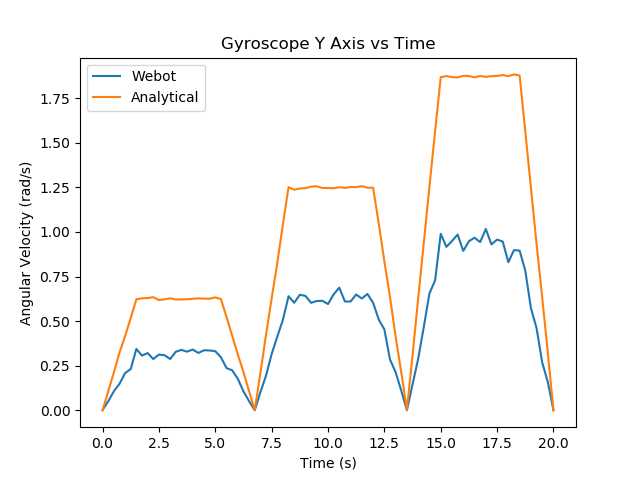 Gyroscope Y Axis vs Time
Webot
Analytical
Angular Velocity (rad/s)
1.75
1.50
1.25
1.00
0.75
0.50
0.25
0.00
0.0 2.5 5.0 7.5 10.0 12.5 15.0 17.5 20.0
Time (s)